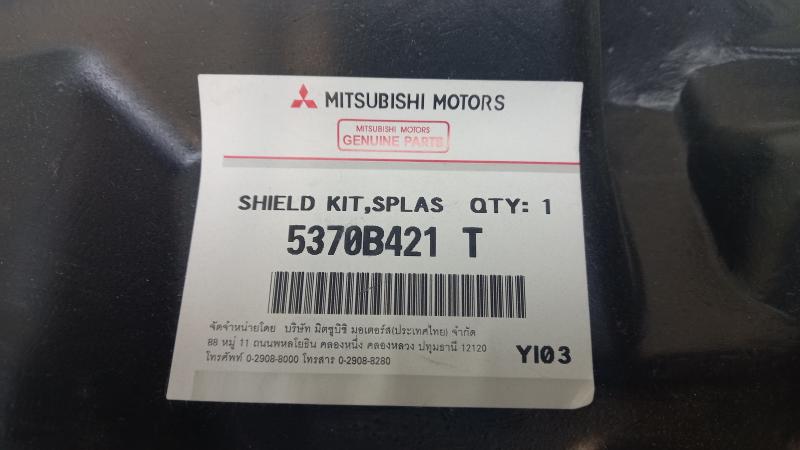 MITSUBISHI MOTORS
MITSUBISHI MOTORS
GENUINE PARTS
SHIELD KIT,SPLAS QTY: 1
5370B421 T
จัดจำหน่ายโดย บริษัท มิตซูบิชิ มอเตอร์ส(ประเทศไทย) จำกัด
88 หมู่ 11 ถนนพหลโยธิน คลองหนึ่ง คลองหลวง ปทุมธานี 12120
โทรศัพท์ 0-2908-8000 โทรสาร 0-2908-8280
YI03